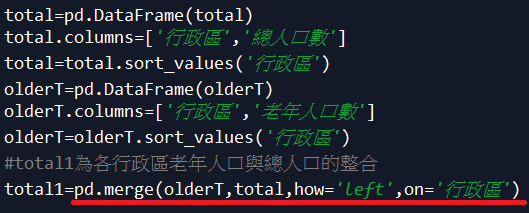 total=pd.DataFrame(total)
total.columns=['行政區','總人口數']
total=total.sort_values('行政區')
olderT=pd.DataFrame(olderT)
olderT.columns=['行政區','老年人口數']
olderT=olderT.sort_values('行政區')
#total1為各行政區老年人口與總人口的整合
total1=pd.merge(olderT,total,how='left',on='行政區')